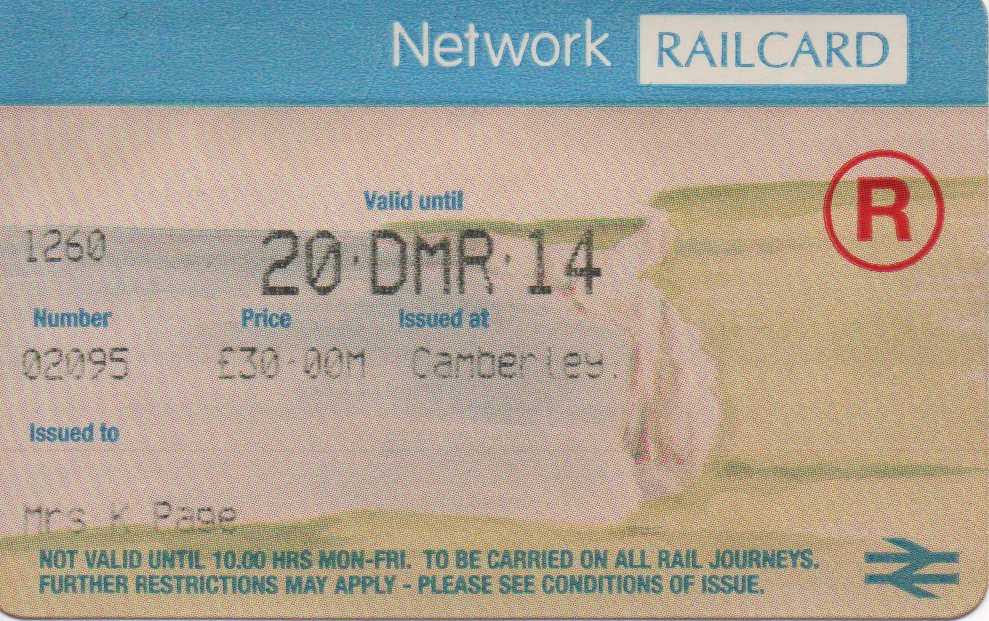 Network RAILCARD
R
Valid until
1260 20·DMR·14
Number Price Issued at
02095 £30·00M Camberley.
Issued to
Mrs K Page
NOT VALID UNTIL 10.00 HRS MON-FRI. TO BE CARRIED ON ALL RAIL JOURNEYS.
FURTHER RESTRICTIONS MAY APPLY - PLEASE SEE CONDITIONS OF ISSUE.